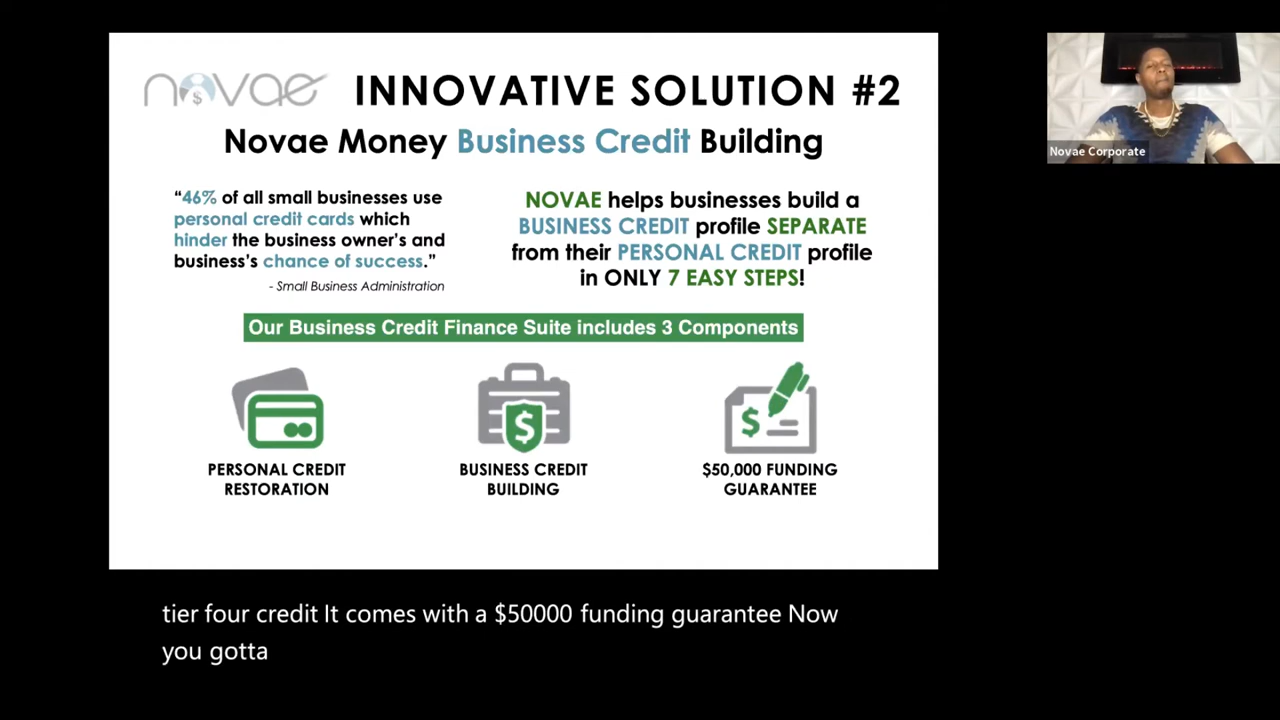 novae INNOVATIVE SOLUTION #2
Novae Money Business Credit Building
“46% of all small businesses use
personal credit cards which
hinder the business owner’s and
business’s chance of success.”
- Small Business Administration
NOVAE helps businesses build a
BUSINESS CREDIT profile SEPARATE
from their PERSONAL CREDIT profile
in ONLY 7 EASY STEPS!
Our Business Credit Finance Suite includes 3 Components
PERSONAL CREDIT
RESTORATION
BUSINESS CREDIT
BUILDING
$50,000 FUNDING
GUARANTEE
Novae Corporate
tier four credit It comes with a $50000 funding guarantee Now
you gotta